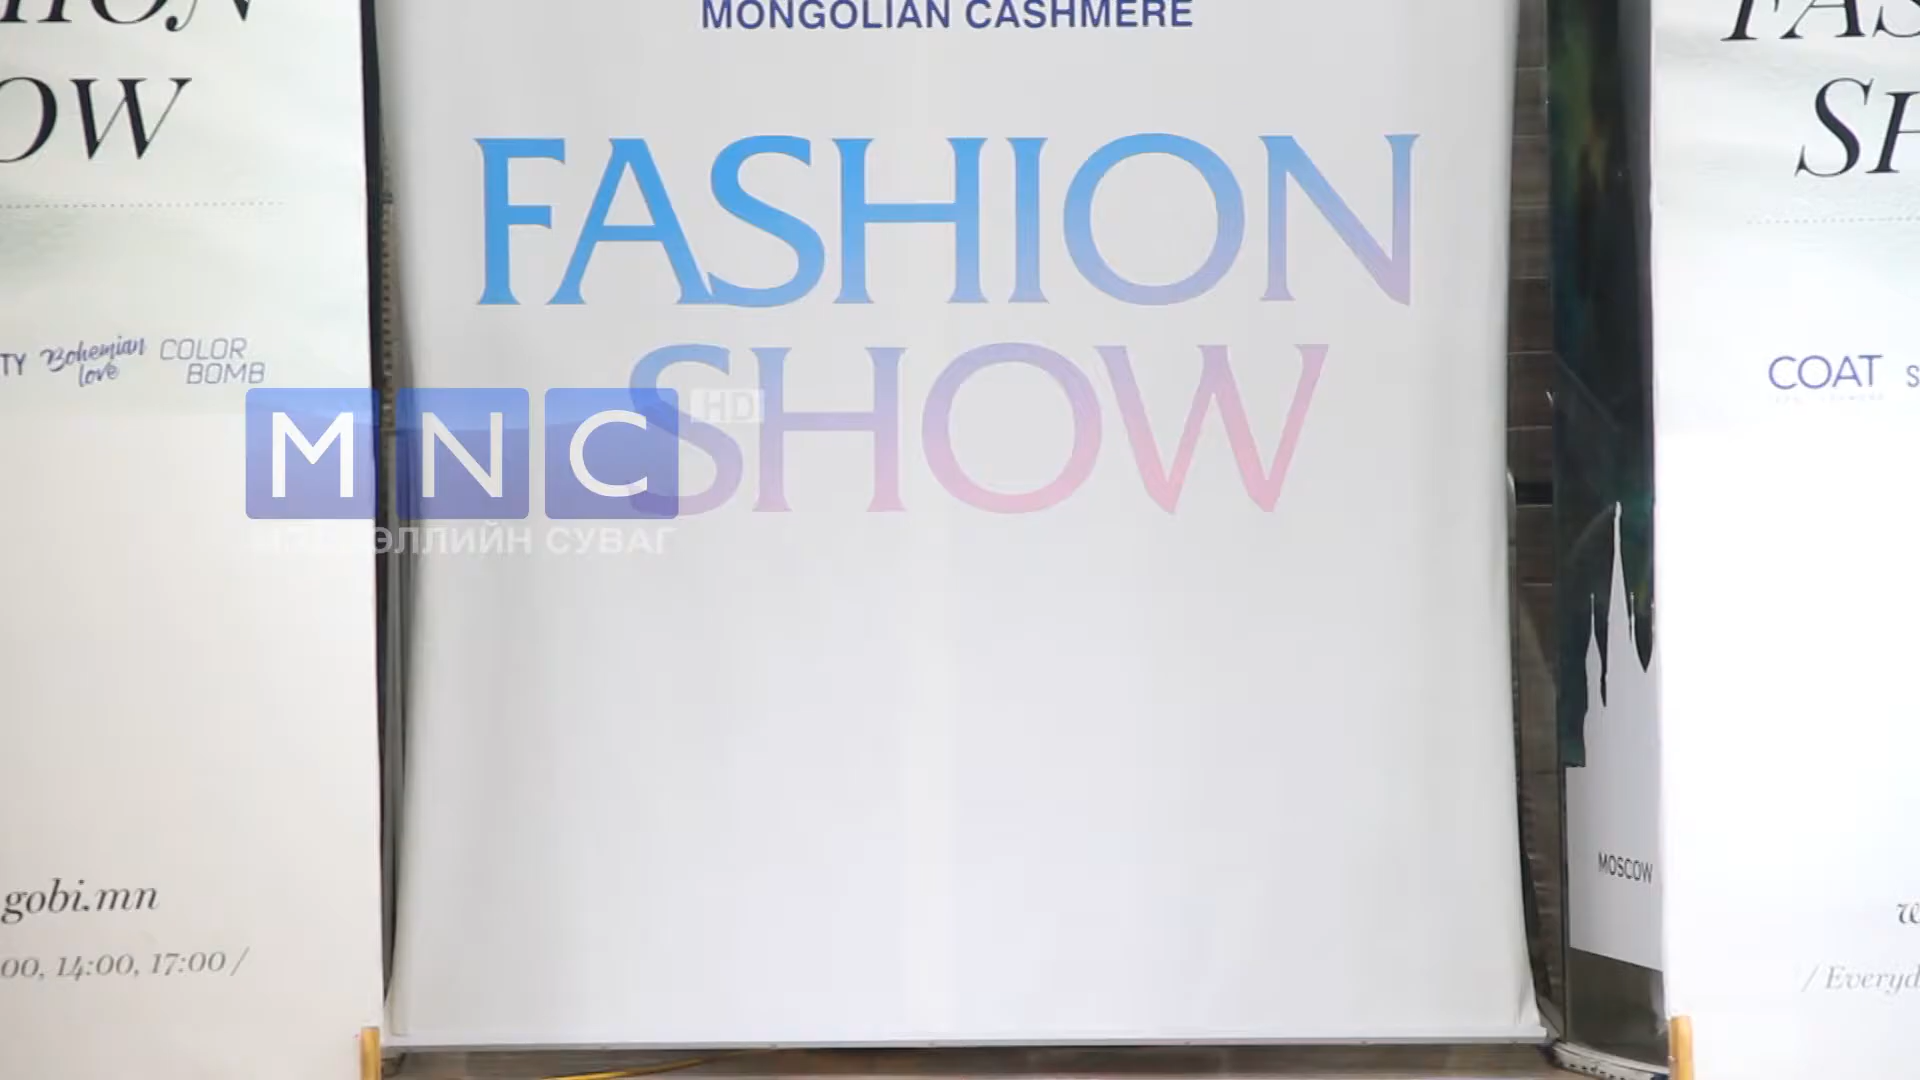 MONGOLIAN CASHMERE
FASHION
SHOW
OW
TY Bohemian love COLOR BOMB
gobi.mn
00, 14:00, 17:00 /
MNC HD
СУВАГ
FAS
SH
COAT S
MOSCOW
w
/ Everyd